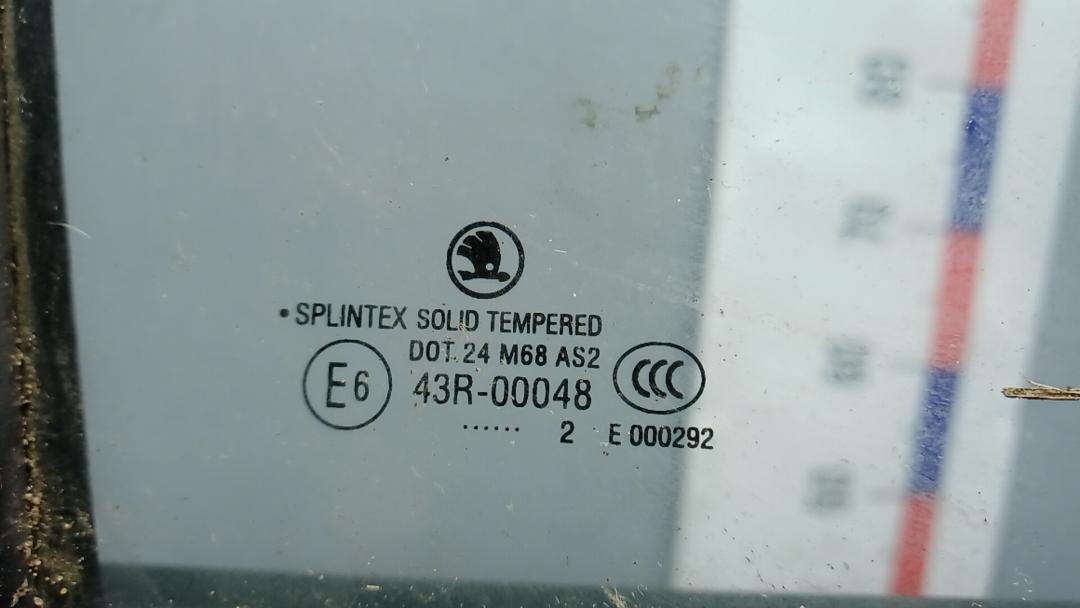 •SPLINTEX SOLID TEMPERED
DOT 24 M68 AS2
E6 43R-00048 CCC
...... 2 E 000292